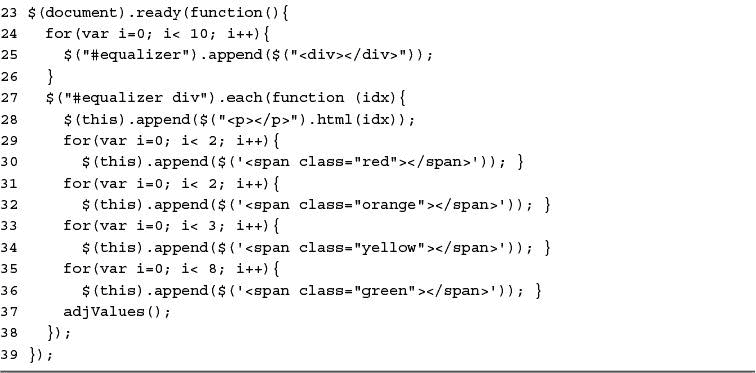 23 $(document).ready(function(){
24   for(var i=0; i< 10; i++){
25     $("#equalizer").append($("<div></div>"));
26   }
27   $("#equalizer div").each(function (idx){
28     $(this).append($("<p></p>").html(idx));
29     for(var i=0; i< 2; i++){
30       $(this).append($('<span class="red"></span>')); }
31     for(var i=0; i< 2; i++){
32       $(this).append($('<span class="orange"></span>')); }
33     for(var i=0; i< 3; i++){
34       $(this).append($('<span class="yellow"></span>')); }
35     for(var i=0; i< 8; i++){
36       $(this).append($('<span class="green"></span>')); }
37     adjValues();
38   });
39 });